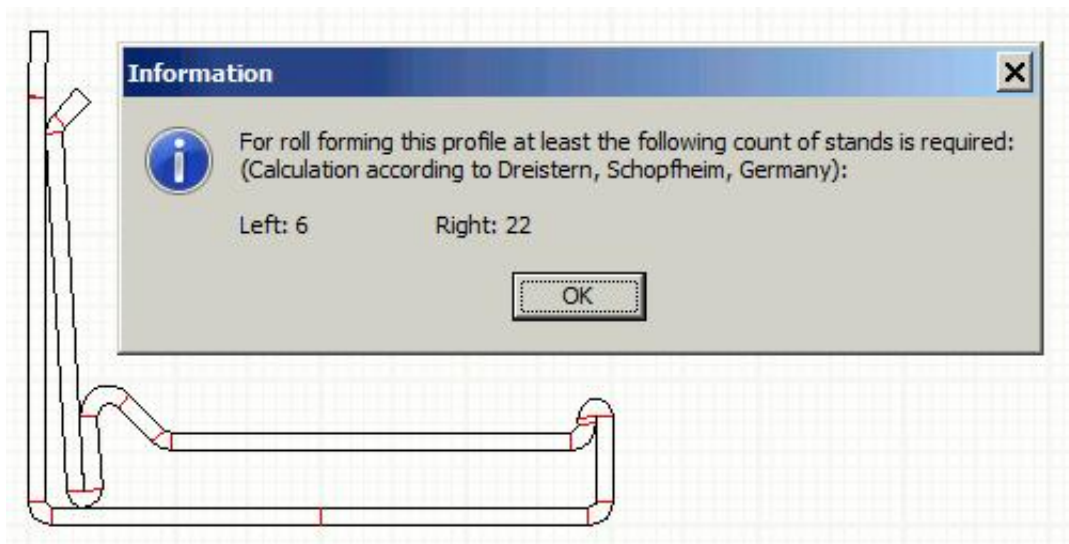 Information
For roll forming this profile at least the following count of stands is required:
(Calculation according to Dreistern, Schopfheim, Germany):
Left: 6 Right: 22
OK